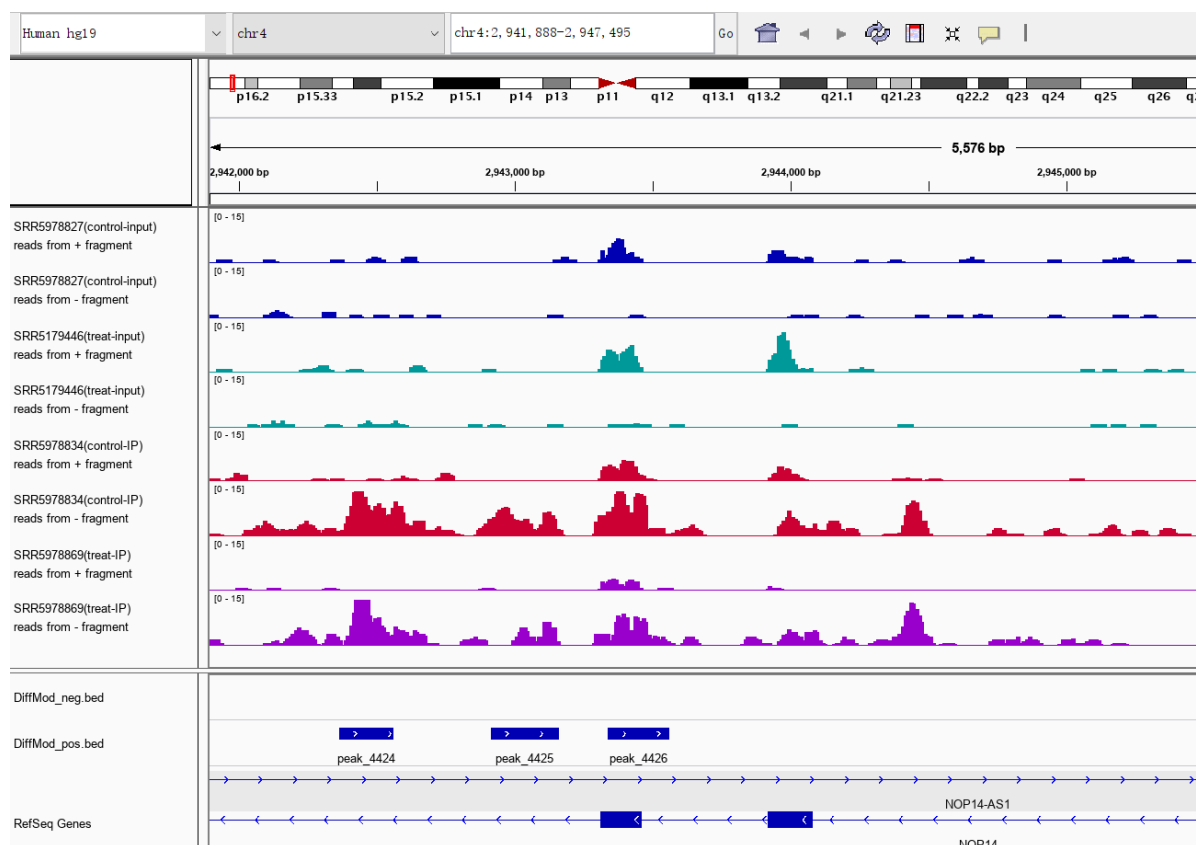 Human hg19 chr4 chr4:2,941,888-2,947,495 Go
p16.2 p15.33 p15.2 p15.1 p14 p13 p11 q12 q13.1 q13.2 q21.1 q21.23 q22.2 q23 q24 q25 q26
5,576 bp
2,942,000 bp 2,943,000 bp 2,944,000 bp 2,945,000 bp
SRR5978827(control-input)
reads from + fragment
[0 - 15]
SRR5978827(control-input)
reads from - fragment
[0 - 15]
SRR5179446(treat-input)
reads from + fragment
[0 - 15]
SRR5179446(treat-input)
reads from - fragment
[0 - 15]
SRR5978834(control-IP)
reads from + fragment
[0 - 15]
SRR5978834(control-IP)
reads from - fragment
[0 - 15]
SRR5978869(treat-IP)
reads from + fragment
[0 - 15]
SRR5978869(treat-IP)
reads from - fragment
[0 - 15]
DiffMod_neg.bed
DiffMod_pos.bed
peak_4424 peak_4425 peak_4426
NOP14-AS1
RefSeq Genes
NOP14